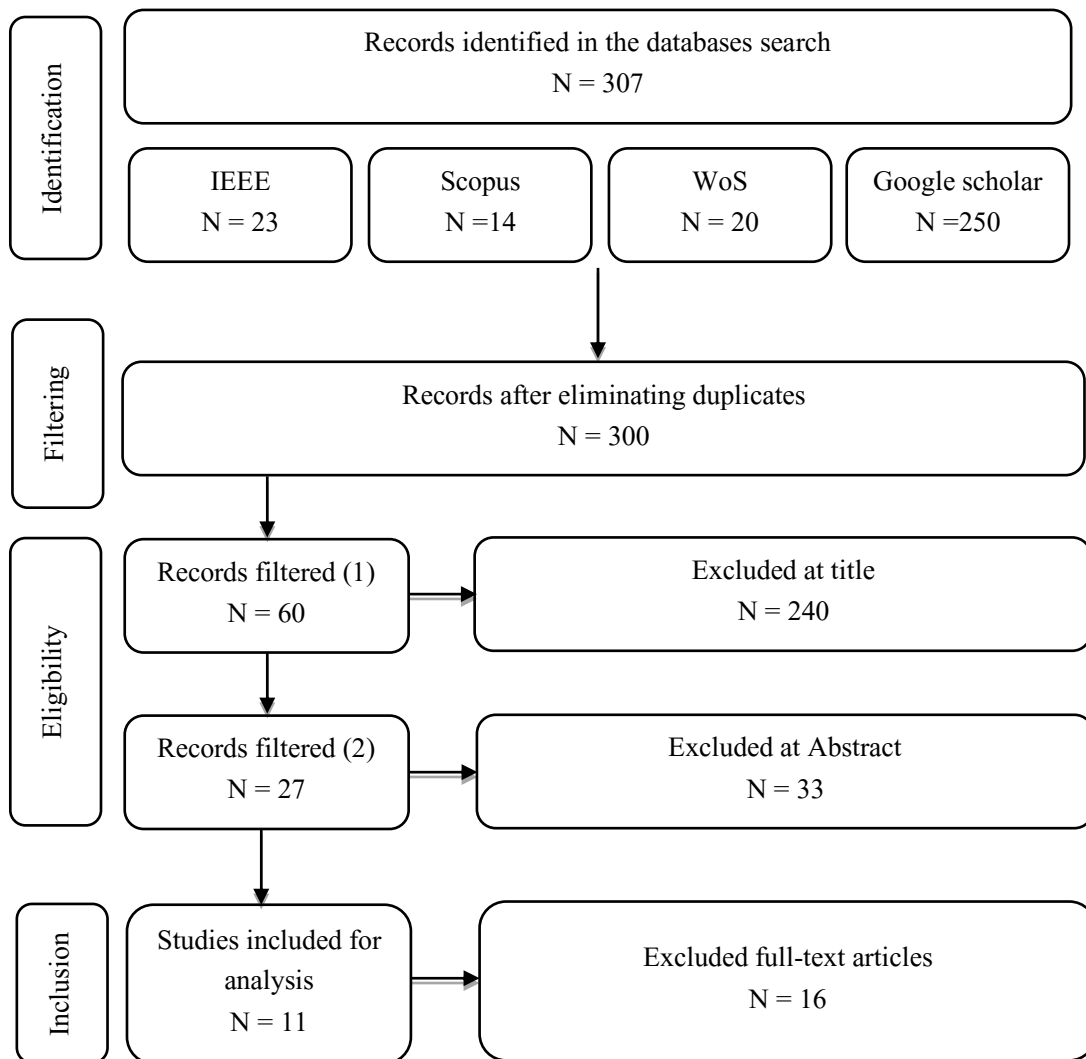 Identification
Records identified in the databases search
N = 307
IEEE
N = 23
Scopus
N =14
WoS
N = 20
Google scholar
N =250
Filtering
Records after eliminating duplicates
N = 300
Eligibility
Records filtered (1)
N = 60
Excluded at title
N = 240
Records filtered (2)
N = 27
Excluded at Abstract
N = 33
Inclusion
Studies included for
analysis
N = 11
Excluded full-text articles
N = 16